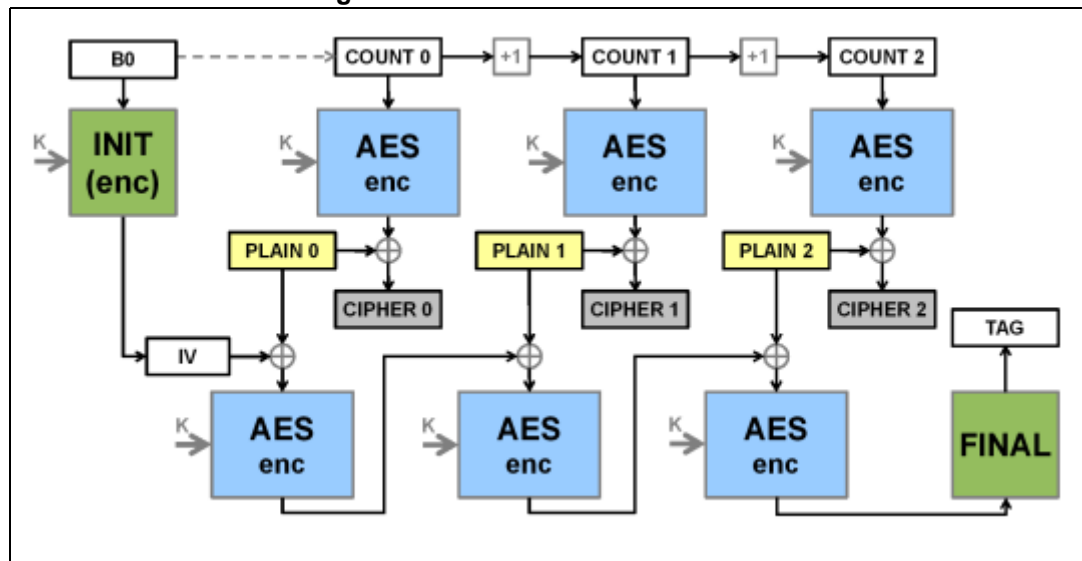 B0
COUNT 0
+1
COUNT 1
+1
COUNT 2
K
INIT
(enc)
K
AES
enc
K
AES
enc
K
AES
enc
PLAIN 0
PLAIN 1
PLAIN 2
CIPHER 0
CIPHER 1
CIPHER 2
TAG
IV
K
AES
enc
K
AES
enc
K
AES
enc
FINAL